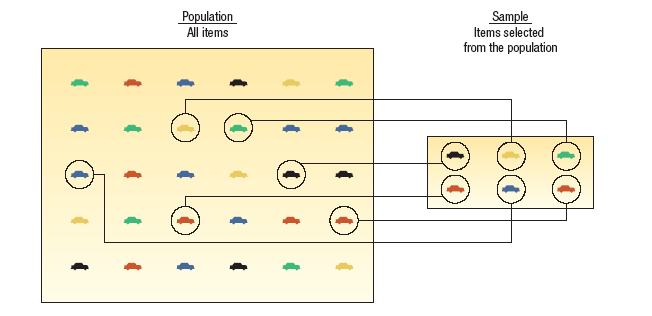 Population
All items
Sample
Items selected
from the population